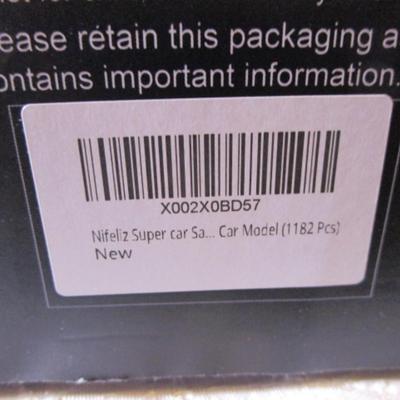 ease retain this packaging a
ontains important information.
X002X0BD57
Nifeliz Super car Sa... Car Model (1182 Pcs)
New